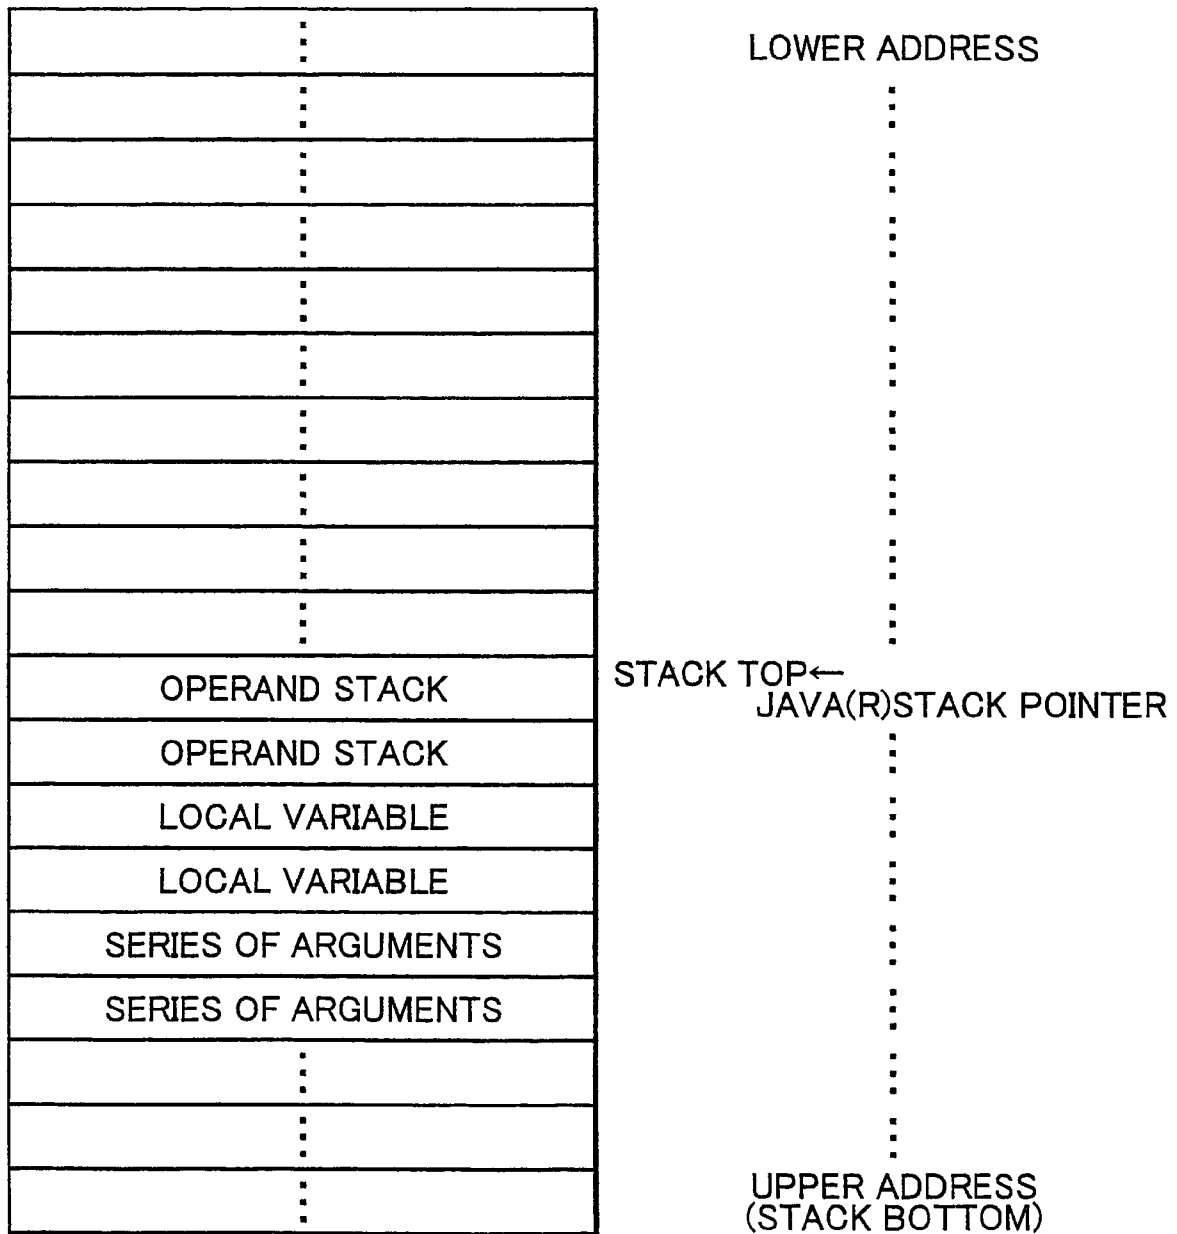 LOWER ADDRESS
OPERAND STACK
STACK TOP←
JAVA(R)STACK POINTER
OPERAND STACK
LOCAL VARIABLE
LOCAL VARIABLE
SERIES OF ARGUMENTS
SERIES OF ARGUMENTS
UPPER ADDRESS
(STACK BOTTOM)